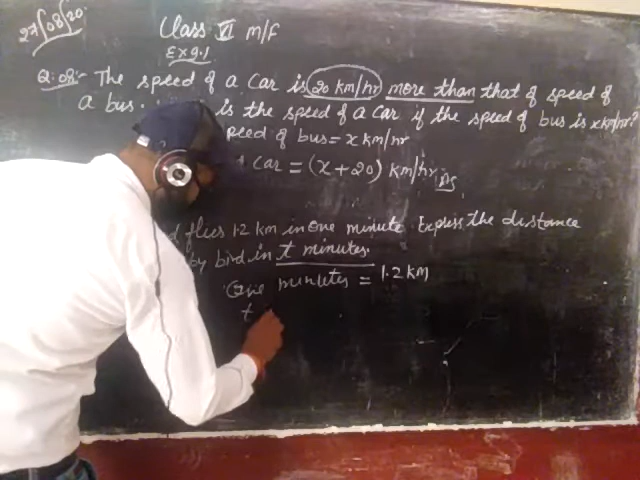 27/08/20
Class VI M/F
Ex 9.1
Q:08:- The speed of a Car is 20 km/hr more than that of speed of
a bus. is the speed of a car if the speed of bus is x km/hr?
peed of bus = x km/hr
Car = (x + 20) km/hr Ans
d flies 1.2 km in one minute Express the distance
by bird in t minutes.
One minutes = 1.2 km
t